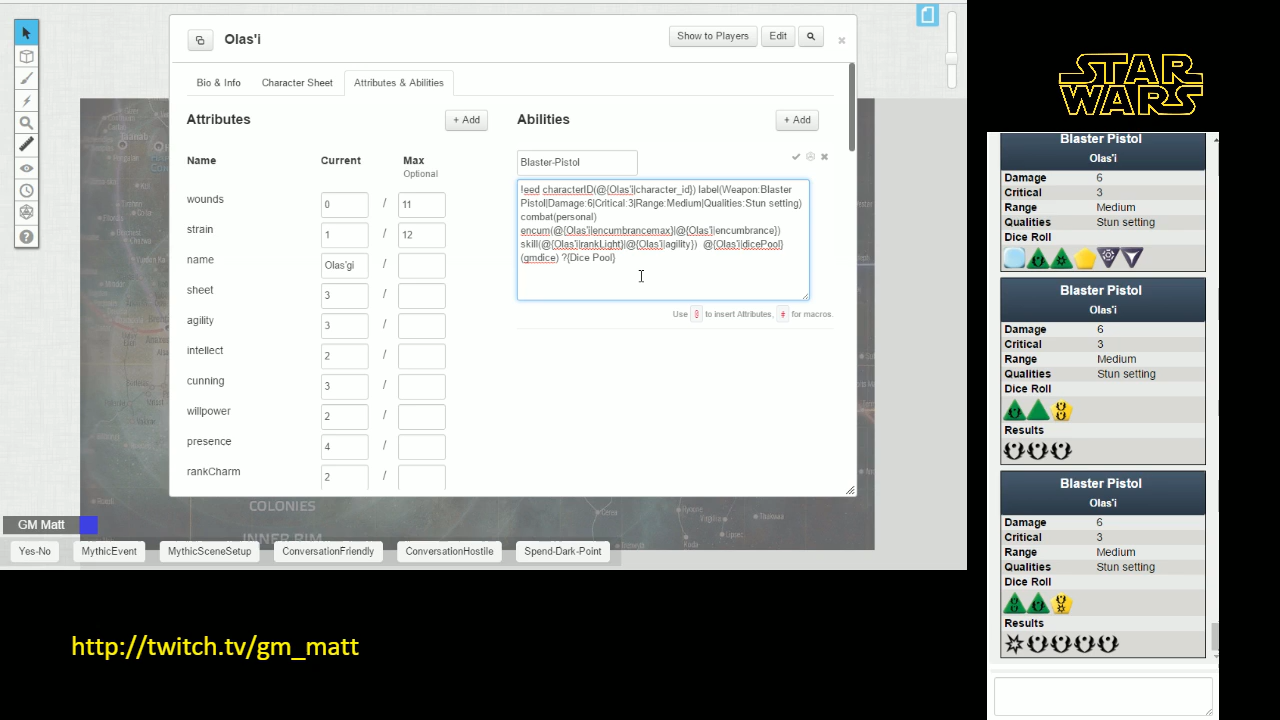 Olas'i
Show to Players
Edit
Bio & Info
Character Sheet
Attributes & Abilities
Attributes
+ Add
Abilities
+ Add
Name
Current
Max
Optional
wounds
0
/
11
strain
1
/
12
name
Olas'gi
/
sheet
3
/
agility
3
/
intellect
2
/
cunning
3
/
willpower
2
/
presence
4
/
rankCharm
2
/
Blaster-Pistol
!eed characterID(@{Olas'i|character_id}) label(Weapon:Blaster
Pistol|Damage:6|Critical:3|Range:Medium|Qualities:Stun setting)
combat(personal)
encum(@{Olas'i|encumbrancemax}|@{Olas'i|encumbrance})
skill(@{Olas'i|rankLight}|@{Olas'i|agility}) @{Olas'i|dicePool}
(gmdice) ?{Dice Pool}
Use @ to insert Attributes, # for macros.
COLONIES
INNER RIM
GM Matt
Yes-No
MythicEvent
MythicSceneSetup
ConversationFriendly
ConversationHostile
Spend-Dark-Point
http://twitch.tv/gm_matt
STAR
WARS
Blaster Pistol
Olas'i
Damage 6
Critical 3
Range Medium
Qualities Stun setting
Blaster Pistol
Olas'i
Damage 6
Critical 3
Range Medium
Qualities Stun setting
Dice Roll
Results
Blaster Pistol
Olas'i
Damage 6
Critical 3
Range Medium
Qualities Stun setting
Dice Roll
Results